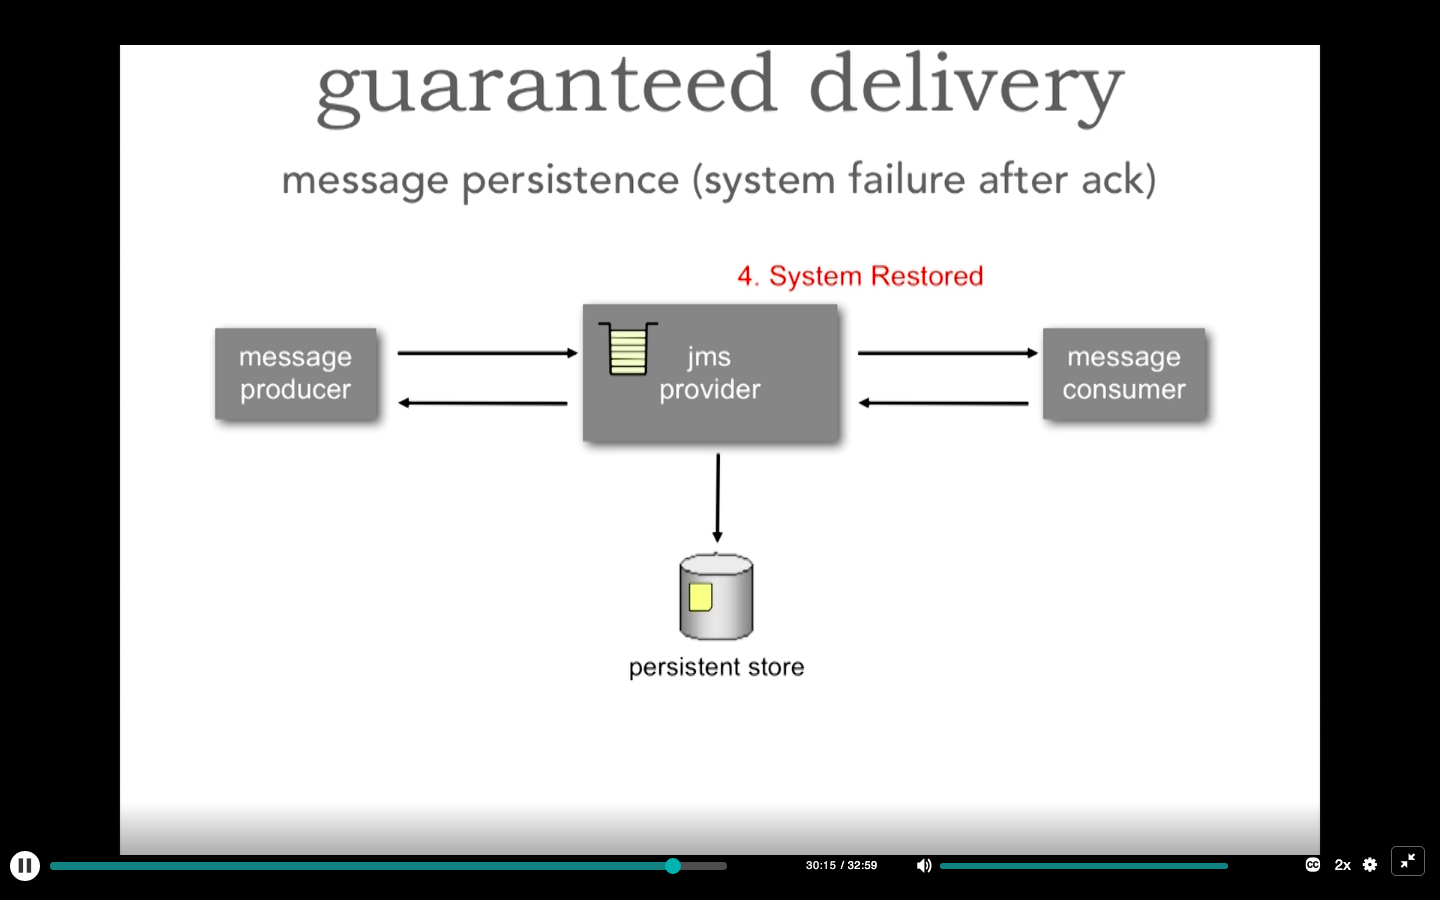 guaranteed delivery
message persistence (system failure after ack)
4. System Restored
message
producer
jms
provider
message
consumer
persistent store
30:15 / 32:59
CC
2x